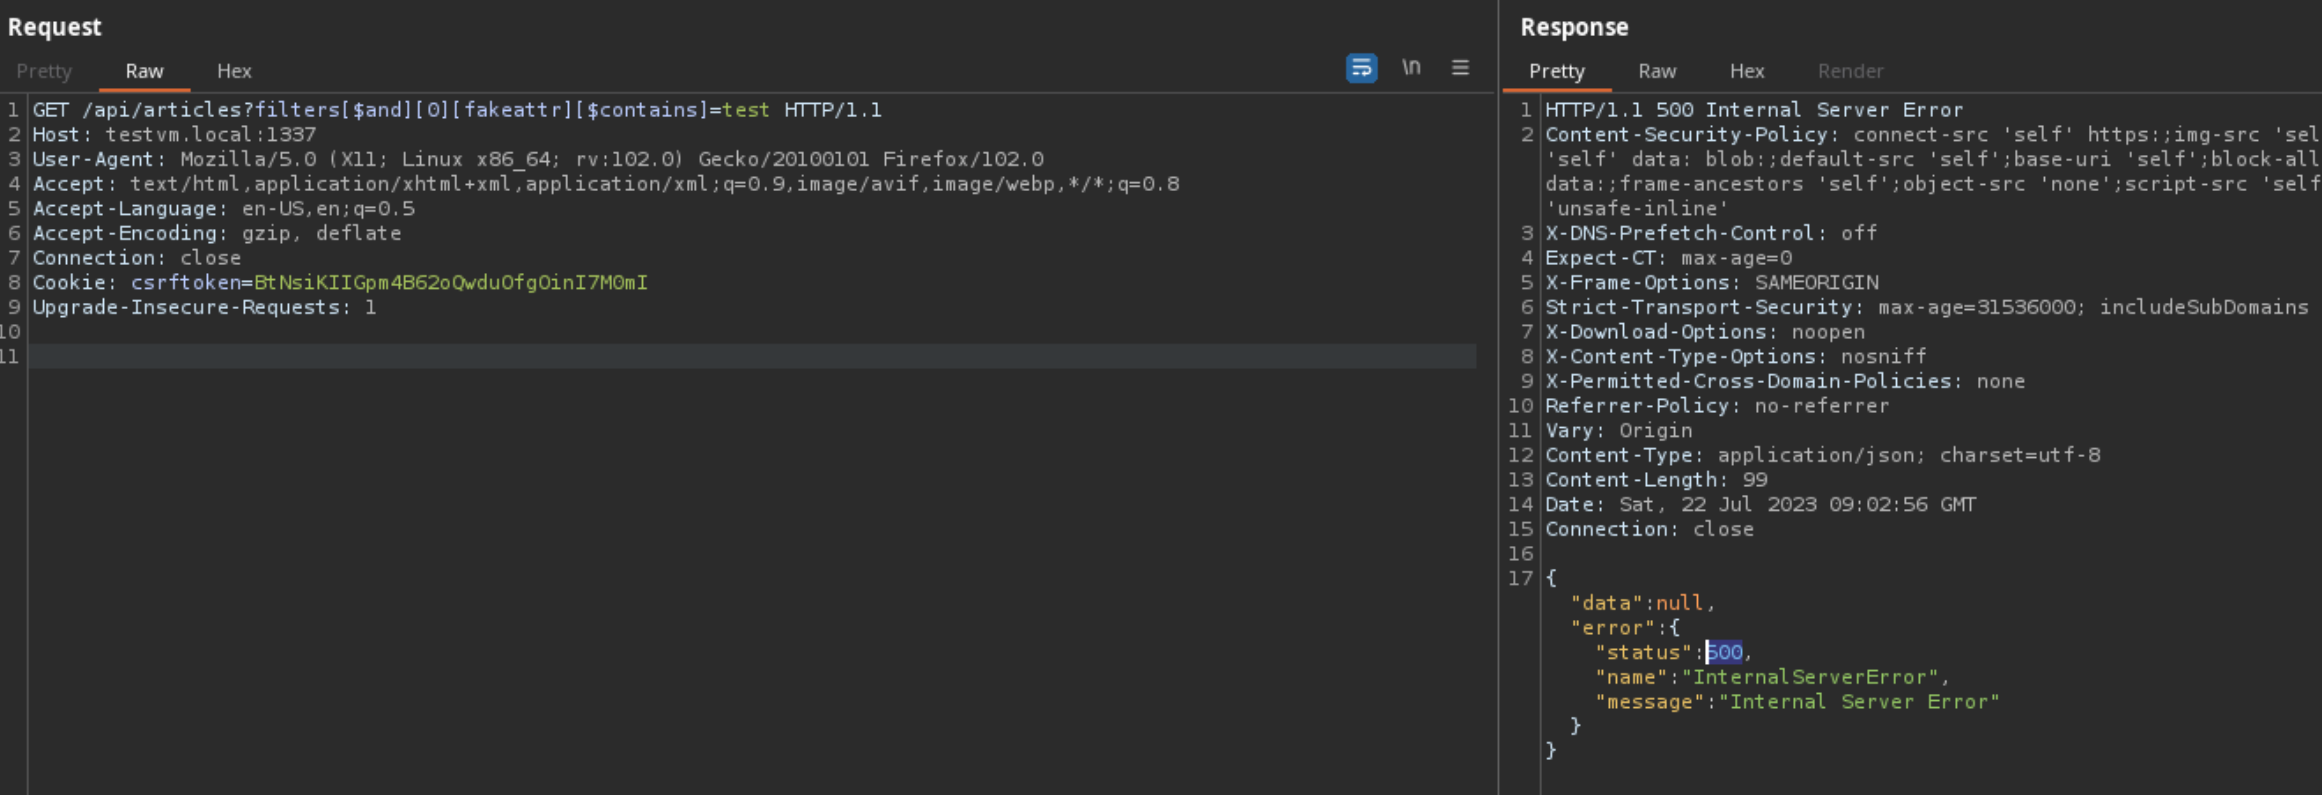 Request
Pretty Raw Hex
\n
1 GET /api/articles?filters[$and][0][fakeattr][$contains]=test HTTP/1.1
2 Host: testvm.local:1337
3 User-Agent: Mozilla/5.0 (X11; Linux x86_64; rv:102.0) Gecko/20100101 Firefox/102.0
4 Accept: text/html,application/xhtml+xml,application/xml;q=0.9,image/avif,image/webp,*/*;q=0.8
5 Accept-Language: en-US,en;q=0.5
6 Accept-Encoding: gzip, deflate
7 Connection: close
8 Cookie: csrftoken=BtNsiKIIGpm4B62oQwduOfgOinI7M0mI
9 Upgrade-Insecure-Requests: 1
10
11
Response
Pretty Raw Hex Render
1 HTTP/1.1 500 Internal Server Error
2 Content-Security-Policy: connect-src 'self' https:;img-src 'sel
'self' data: blob:;default-src 'self';base-uri 'self';block-all
data:;frame-ancestors 'self';object-src 'none';script-src 'self
'unsafe-inline'
3 X-DNS-Prefetch-Control: off
4 Expect-CT: max-age=0
5 X-Frame-Options: SAMEORIGIN
6 Strict-Transport-Security: max-age=31536000; includeSubDomains
7 X-Download-Options: noopen
8 X-Content-Type-Options: nosniff
9 X-Permitted-Cross-Domain-Policies: none
10 Referrer-Policy: no-referrer
11 Vary: Origin
12 Content-Type: application/json; charset=utf-8
13 Content-Length: 99
14 Date: Sat, 22 Jul 2023 09:02:56 GMT
15 Connection: close
16
17 {
"data":null,
"error":{
"status":500,
"name":"InternalServerError",
"message":"Internal Server Error"
}
}